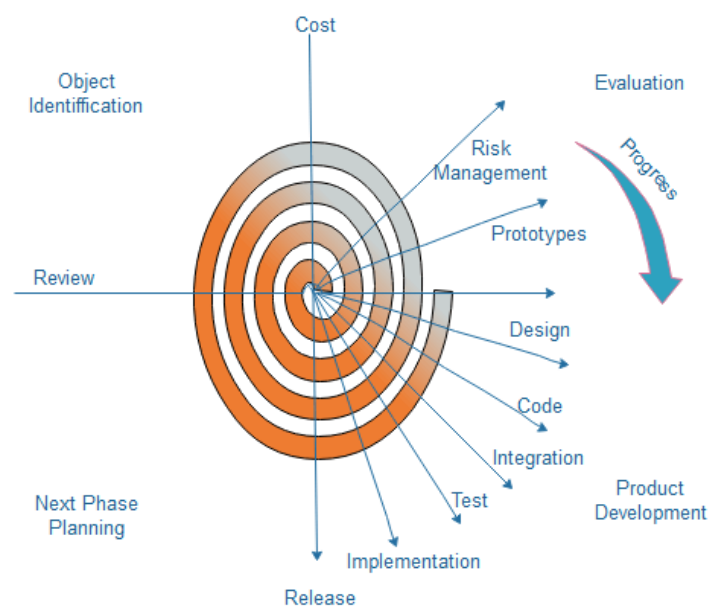 Cost
Object
Identification
Evaluation
Risk
Management
Progress
Prototypes
Review
Design
Code
Integration
Test
Next Phase
Planning
Product
Development
Implementation
Release